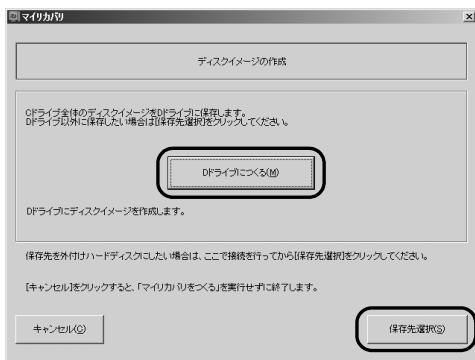 マイリカバリ
ディスクイメージの作成
Cドライブ全体のディスクイメージをDドライブに保存します。
Dドライブ以外に保存したい場合は[保存先選択]をクリックしてください。
Dドライブにつくる(M)
Dドライブにディスクイメージを作成します。
保存先を外付けハードディスクにしたい場合は、ここで接続を行ってから[保存先選択]をクリックしてください。
[キャンセル]をクリックすると、「マイリカバリをつくる」を実行せずに終了します。
キャンセル(C)
保存先選択(S)